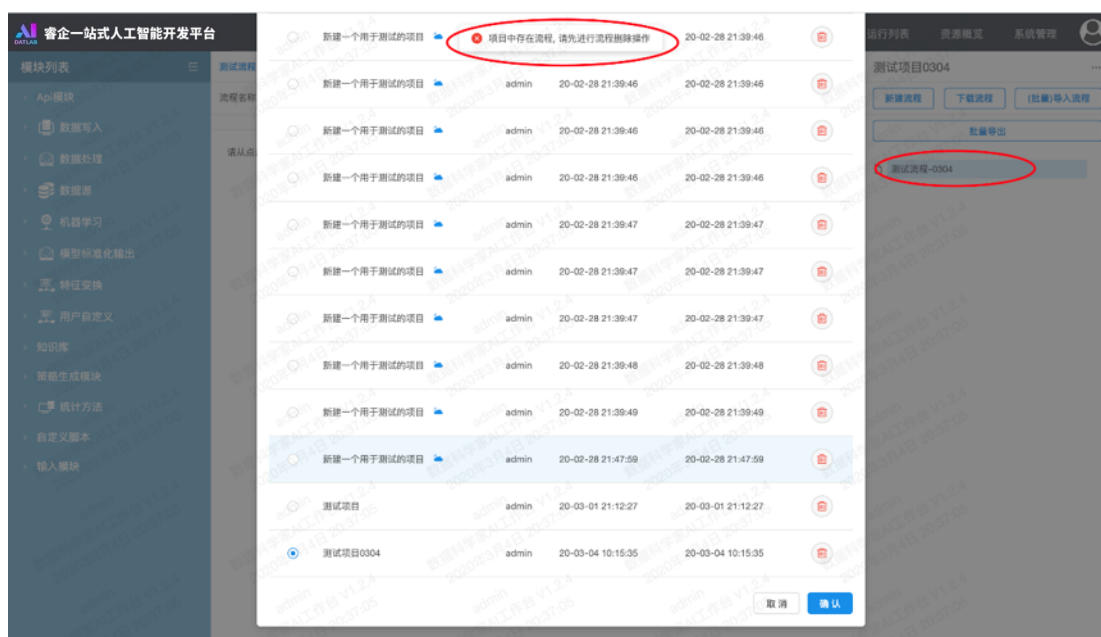 睿企一站式人工智能开发平台
DATLAB
运行列表 资源概览 系统管理
模块列表
Api模块
数据写入
数据处理
数据源
机器学习
模型标准化输出
特征变换
用户自定义
知识库
策略生成模块
统计方法
自定义脚本
输入模块
测试流程
流程名称
请从点
项目中存在流程, 请先进行流程删除操作
新建一个用于测试的项目 20-02-28 21:39:46
新建一个用于测试的项目 admin 20-02-28 21:39:46 20-02-28 21:39:46
新建一个用于测试的项目 admin 20-02-28 21:39:46 20-02-28 21:39:46
新建一个用于测试的项目 admin 20-02-28 21:39:46 20-02-28 21:39:46
新建一个用于测试的项目 admin 20-02-28 21:39:47 20-02-28 21:39:47
新建一个用于测试的项目 admin 20-02-28 21:39:47 20-02-28 21:39:47
新建一个用于测试的项目 admin 20-02-28 21:39:47 20-02-28 21:39:47
新建一个用于测试的项目 admin 20-02-28 21:39:48 20-02-28 21:39:48
新建一个用于测试的项目 admin 20-02-28 21:39:49 20-02-28 21:39:49
新建一个用于测试的项目 admin 20-02-28 21:47:59 20-02-28 21:47:59
测试项目 admin 20-03-01 21:12:27 20-03-01 21:12:27
测试项目0304 admin 20-03-04 10:15:35 20-03-04 10:15:35
取消 确认
测试项目0304
新建流程 下载流程 (批量)导入流程
批量导出
测试流程-0304